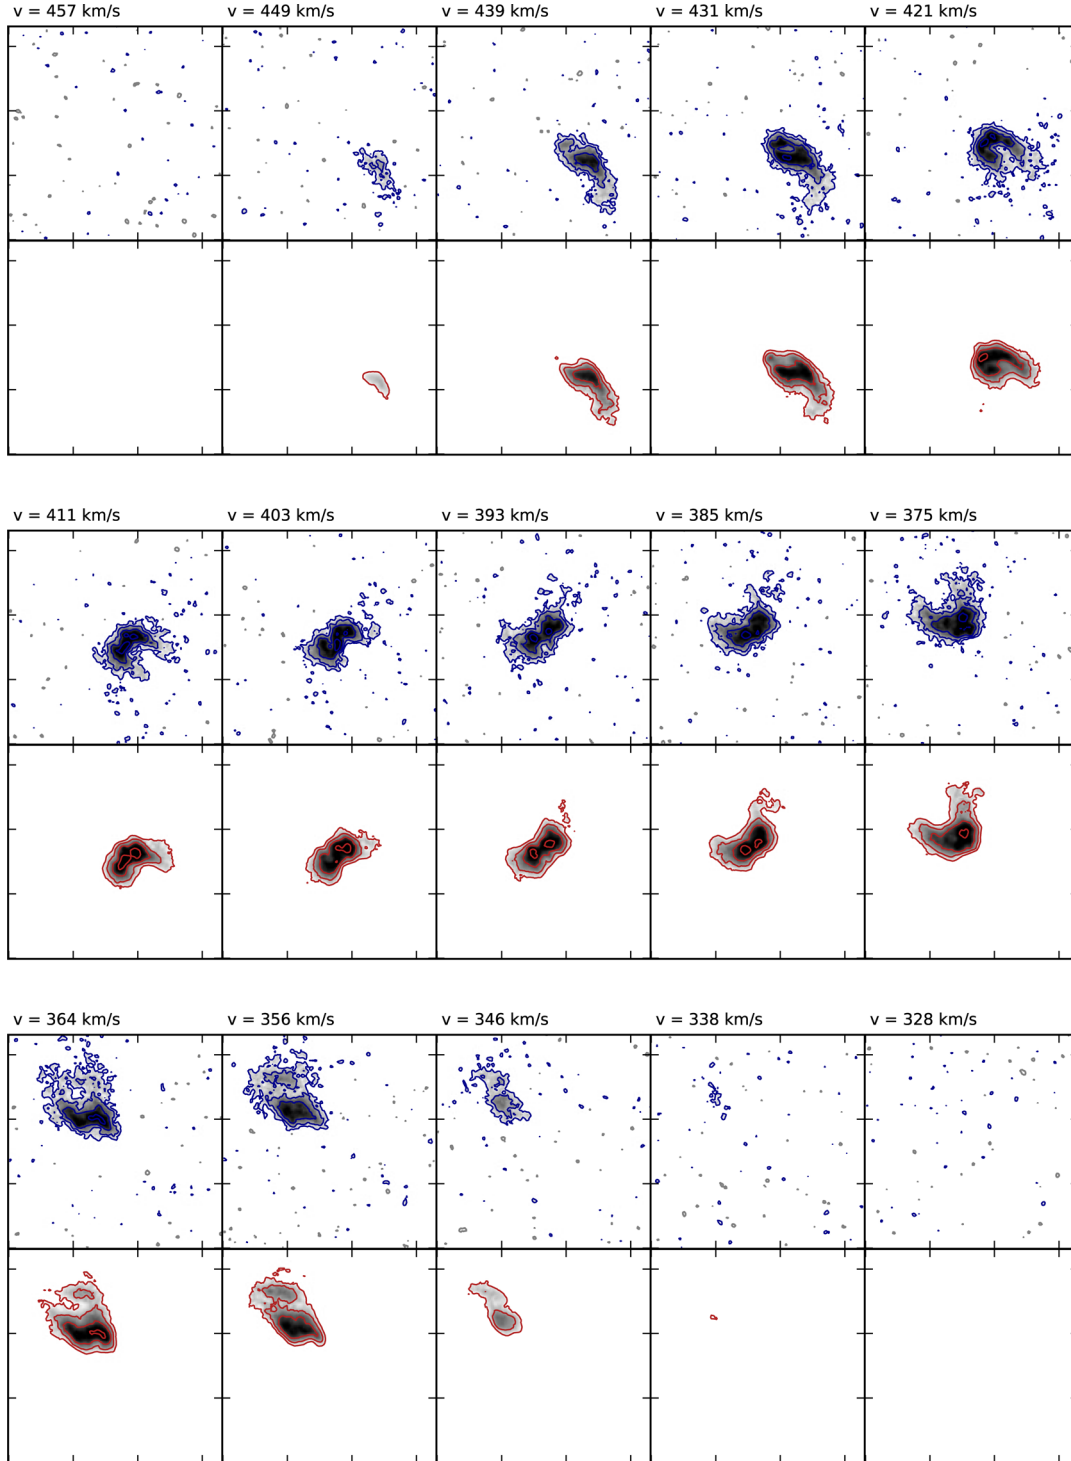 v = 457 km/s v = 449 km/s v = 439 km/s v = 431 km/s v = 421 km/s
v = 411 km/s v = 403 km/s v = 393 km/s v = 385 km/s v = 375 km/s
v = 364 km/s v = 356 km/s v = 346 km/s v = 338 km/s v = 328 km/s